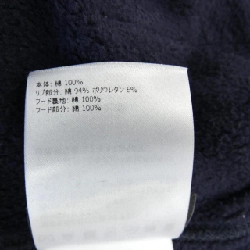 本体: 綿 100%
リブ部分: 綿 94% ポリウレタン 6%
フード裏地: 綿 100%
フード部分: 綿 100%